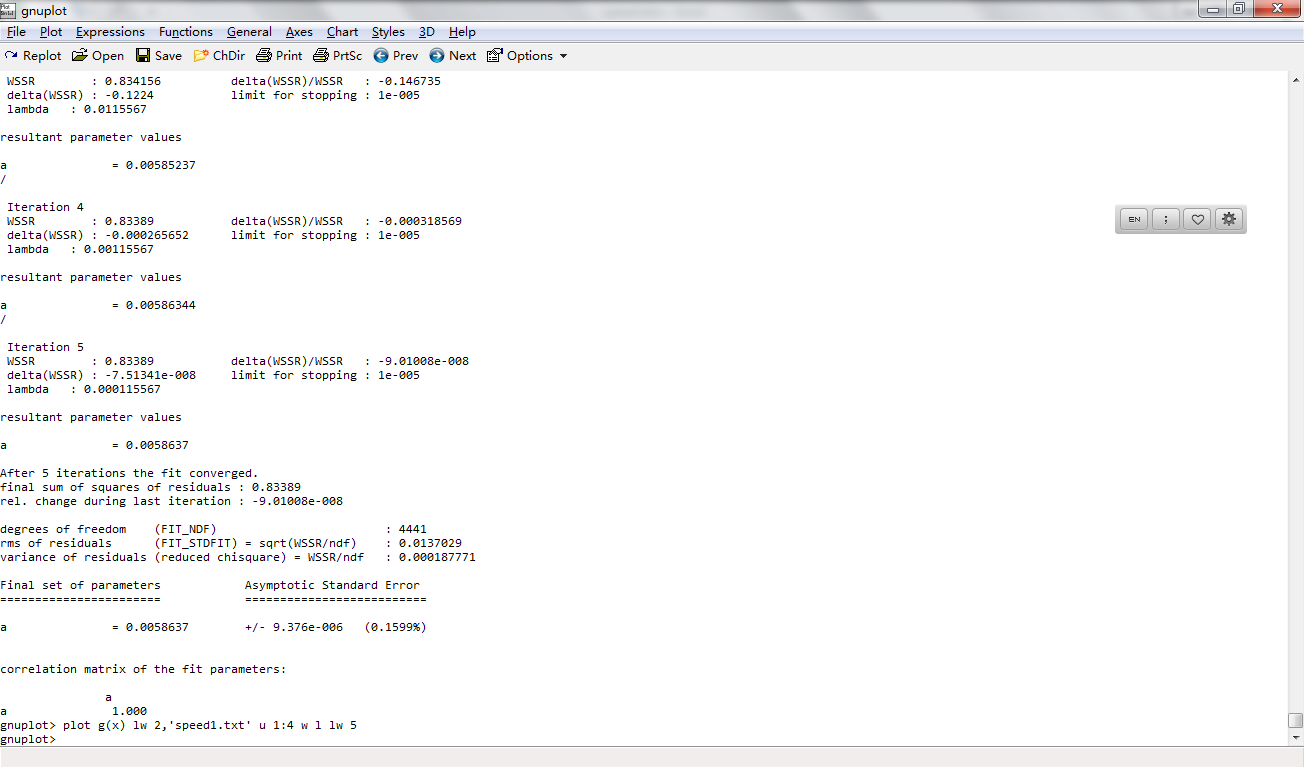 gnuplot
File Plot Expressions Functions General Axes Chart Styles 3D Help
Replot Open Save ChDir Print PrtSc Prev Next Options
WSSR : 0.834156 delta(WSSR)/WSSR : -0.146735
delta(WSSR) : -0.1224 limit for stopping : 1e-005
lambda : 0.0115567
resultant parameter values
a = 0.00585237
/
Iteration 4
WSSR : 0.83389 delta(WSSR)/WSSR : -0.000318569
delta(WSSR) : -0.000265652 limit for stopping : 1e-005
lambda : 0.00115567
EN ;
resultant parameter values
a = 0.00586344
/
Iteration 5
WSSR : 0.83389 delta(WSSR)/WSSR : -9.01008e-008
delta(WSSR) : -7.51341e-008 limit for stopping : 1e-005
lambda : 0.000115567
resultant parameter values
a = 0.0058637
After 5 iterations the fit converged.
final sum of squares of residuals : 0.83389
rel. change during last iteration : -9.01008e-008
degrees of freedom (FIT_NDF) : 4441
rms of residuals (FIT_STDFIT) = sqrt(WSSR/ndf) : 0.0137029
variance of residuals (reduced chisquare) = WSSR/ndf : 0.000187771
Final set of parameters Asymptotic Standard Error
======================= ==========================
a = 0.0058637 +/- 9.376e-006 (0.1599%)
correlation matrix of the fit parameters:
a
a 1.000
gnuplot> plot g(x) lw 2,'speed1.txt' u 1:4 w l lw 5
gnuplot>